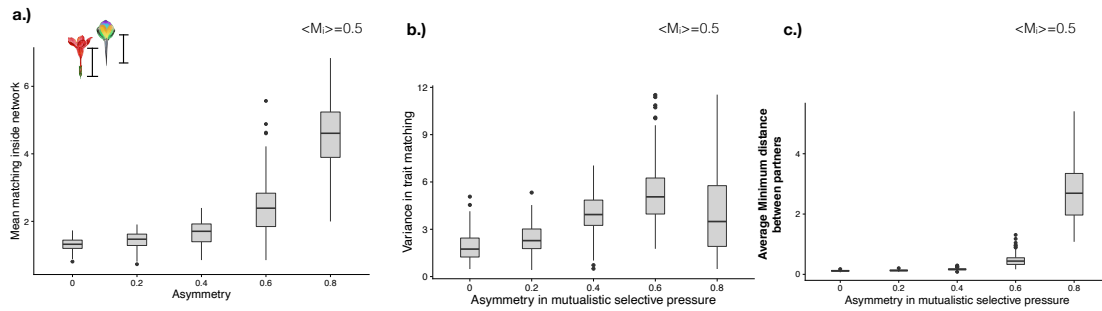 a.)
<M_i>=0.5
Mean matching inside network
6
4
2
0 0.2 0.4 0.6 0.8
Asymmetry
b.)
<M_i>=0.5
Variance in trait matching
12
9
6
3
0
0 0.2 0.4 0.6 0.8
Asymmetry in mutualistic selective pressure
c.)
<M_i>=0.5
Average Minimum distance
between partners
4
2
0
0 0.2 0.4 0.6 0.8
Asymmetry in mutualistic selective pressure